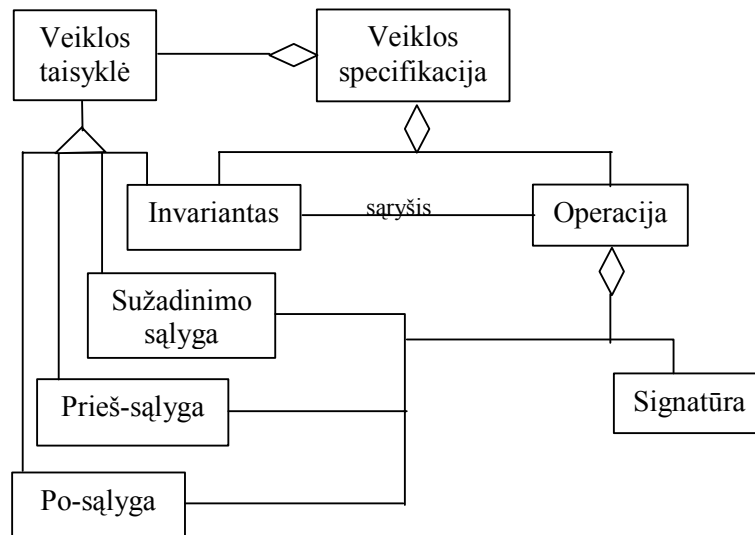 Veiklos
taisyklė
Veiklos
specifikacija
Invariantas
sąryšis
Operacija
Sužadinimo
sąlyga
Prieš-sąlyga
Signatūra
Po-sąlyga